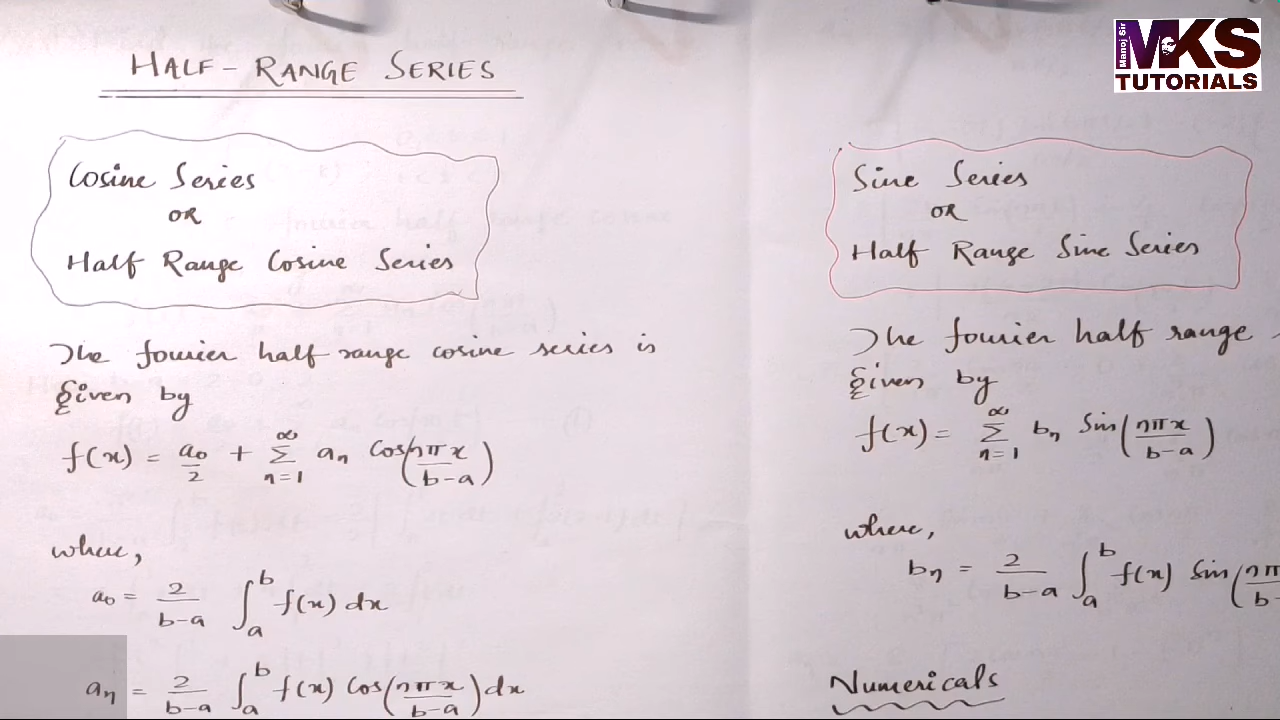 HALF-RANGE SERIES
Manoj Sir
MKS
TUTORIALS
Cosine Series
OR
Half Range Cosine Series
The fourier half range cosine series is
given by
f(x) = a₀/2 + Σ_{n=1}^{∞} aₙ Cos(nπx/(b-a))
where,
a₀ = 2/(b-a) ∫_a^b f(x) dx
aₙ = 2/(b-a) ∫_a^b f(x) Cos(nπx/(b-a)) dx
Sine Series
OR
Half Range Sine Series
The fourier half range
given by
f(x) = Σ_{n=1}^{∞} bₙ Sin(nπx/(b-a))
where,
bₙ = 2/(b-a) ∫_a^b f(x) Sin(nπ/(b-
Numericals